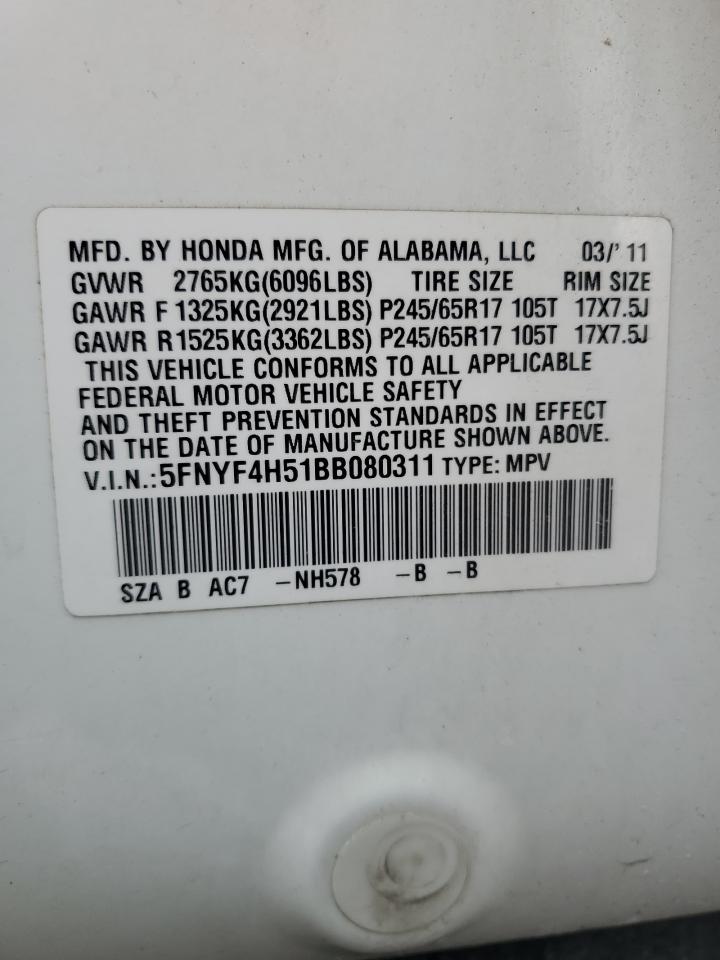 MFD. BY HONDA MFG. OF ALABAMA, LLC 03/'11
GVWR 2765KG(6096LBS) TIRE SIZE RIM SIZE
GAWR F 1325KG(2921LBS) P245/65R17 105T 17X7.5J
GAWR R1525KG(3362LBS) P245/65R17 105T 17X7.5J
THIS VEHICLE CONFORMS TO ALL APPLICABLE
FEDERAL MOTOR VEHICLE SAFETY
AND THEFT PREVENTION STANDARDS IN EFFECT
ON THE DATE OF MANUFACTURE SHOWN ABOVE.
V.I.N.:5FNYF4H51BB080311 TYPE: MPV
SZA B AC7 -NH578 -B -B